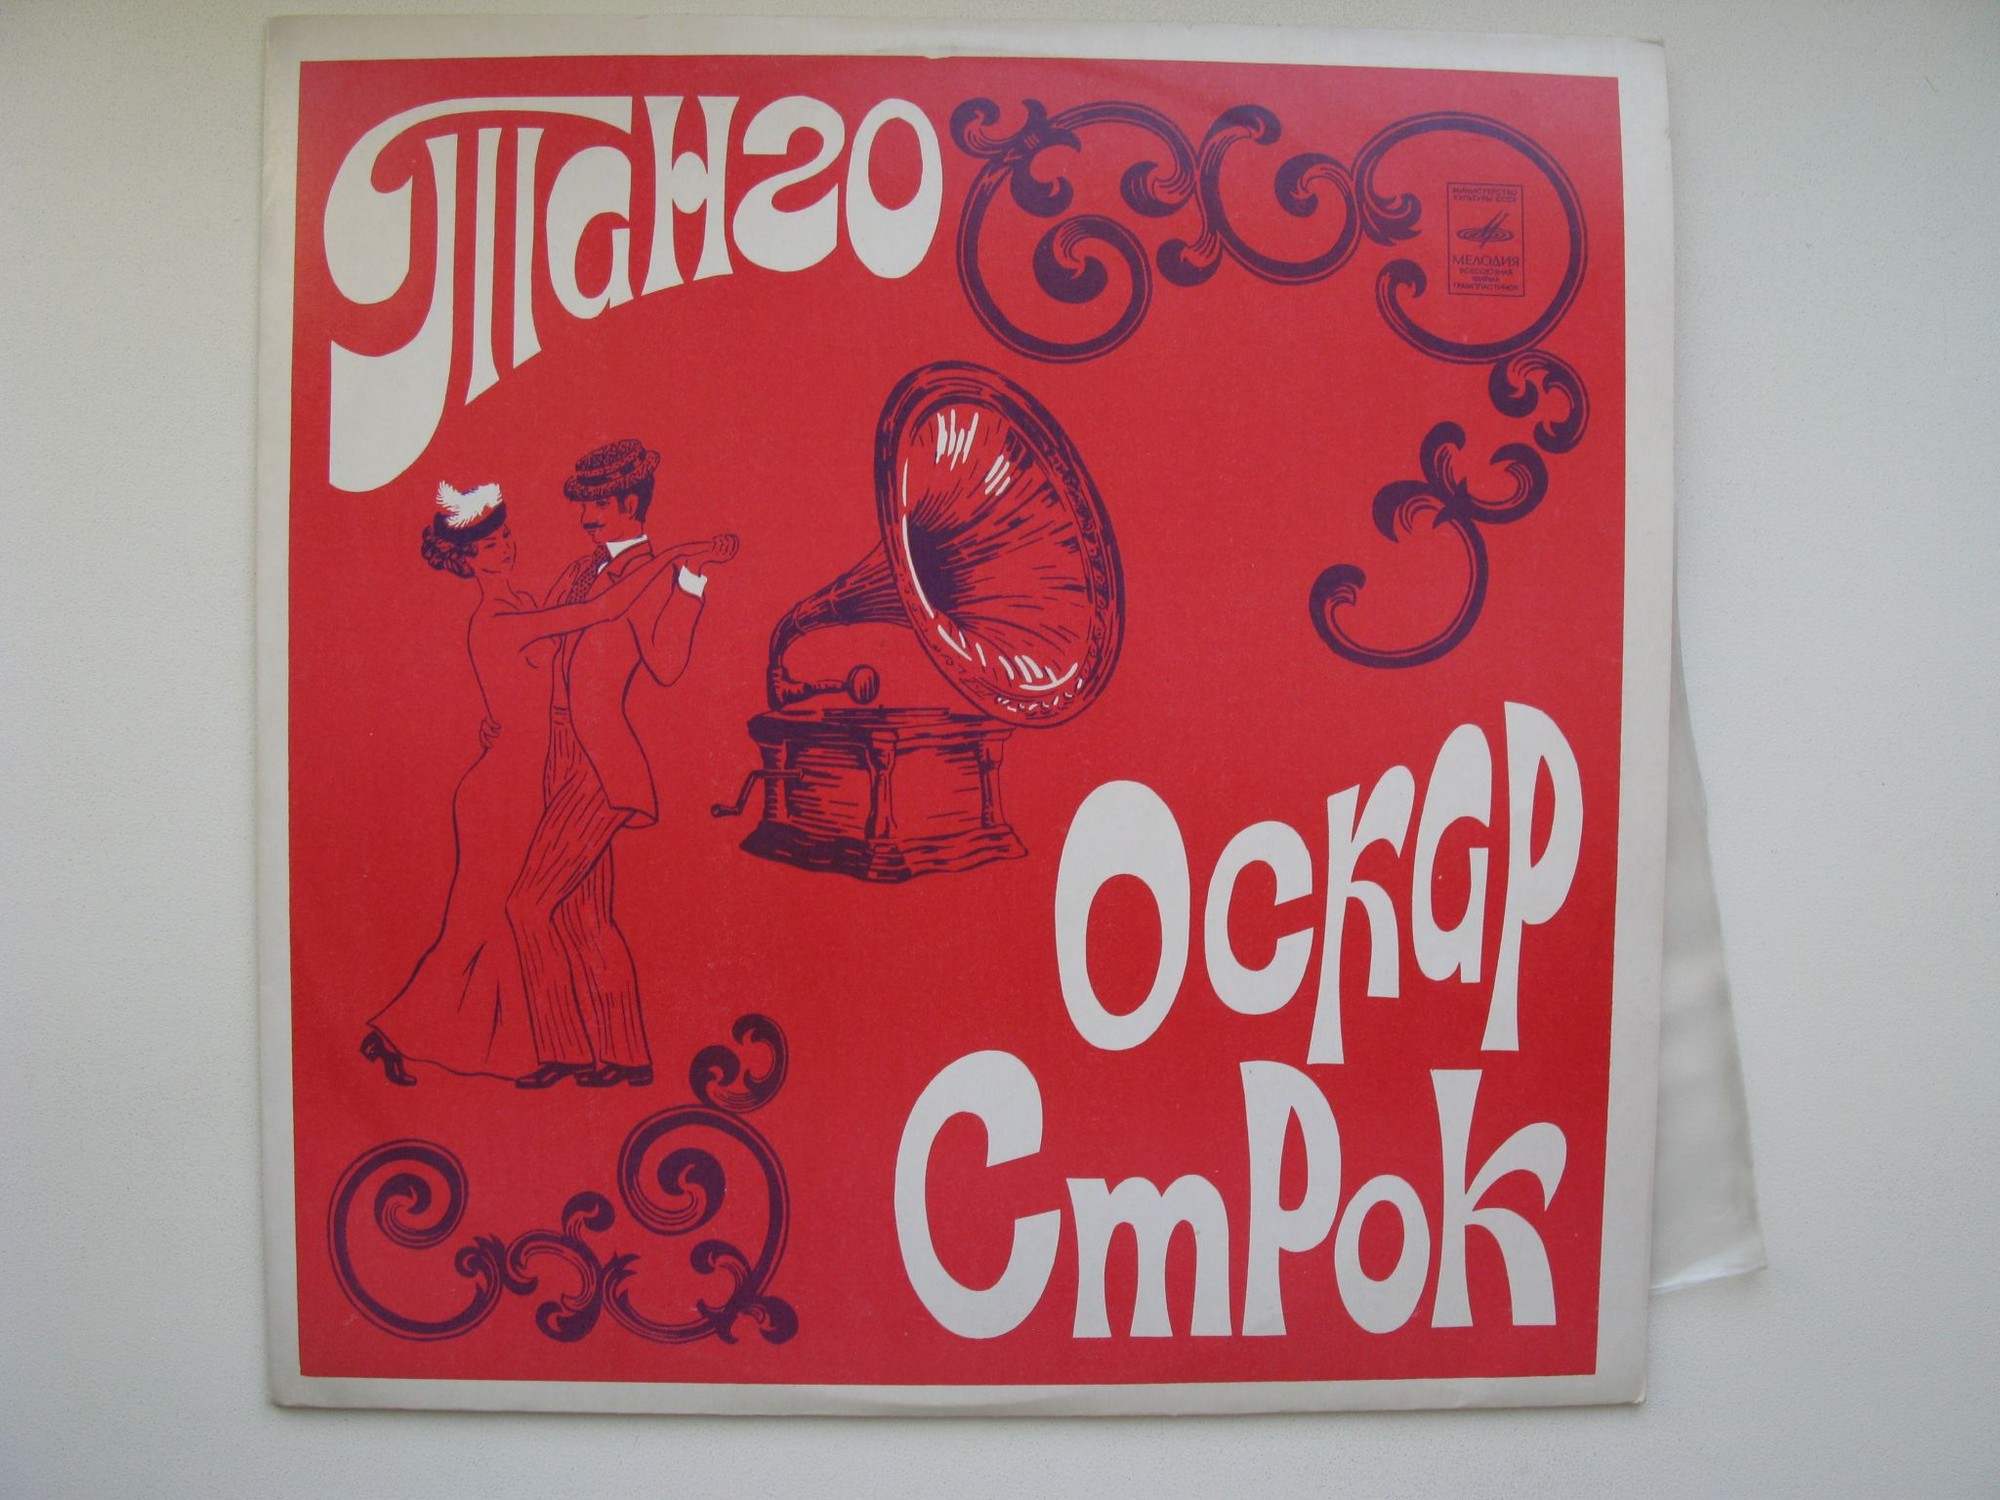 Танго
МИНИСТЕРСТВО
КУЛЬТУРЫ СССР
МЕЛОДИЯ
ВСЕСОЮЗНАЯ
ФИРМА
ГРАМПЛАСТИНОК
Оскар
Строк